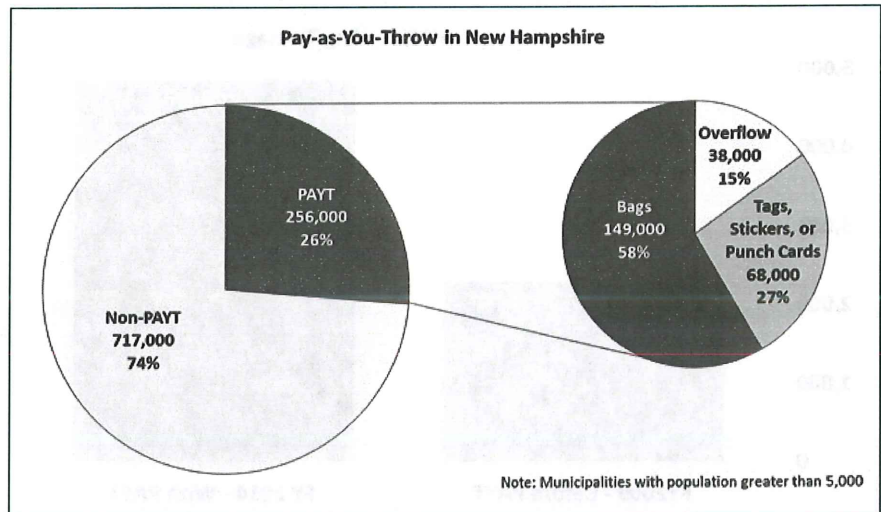 Pay-as-You-Throw in New Hampshire
PAYT
256,000
26%
Non-PAYT
717,000
74%
Overflow
38,000
15%
Bags
149,000
58%
Tags,
Stickers, or
Punch Cards
68,000
27%
Note: Municipalities with population greater than 5,000